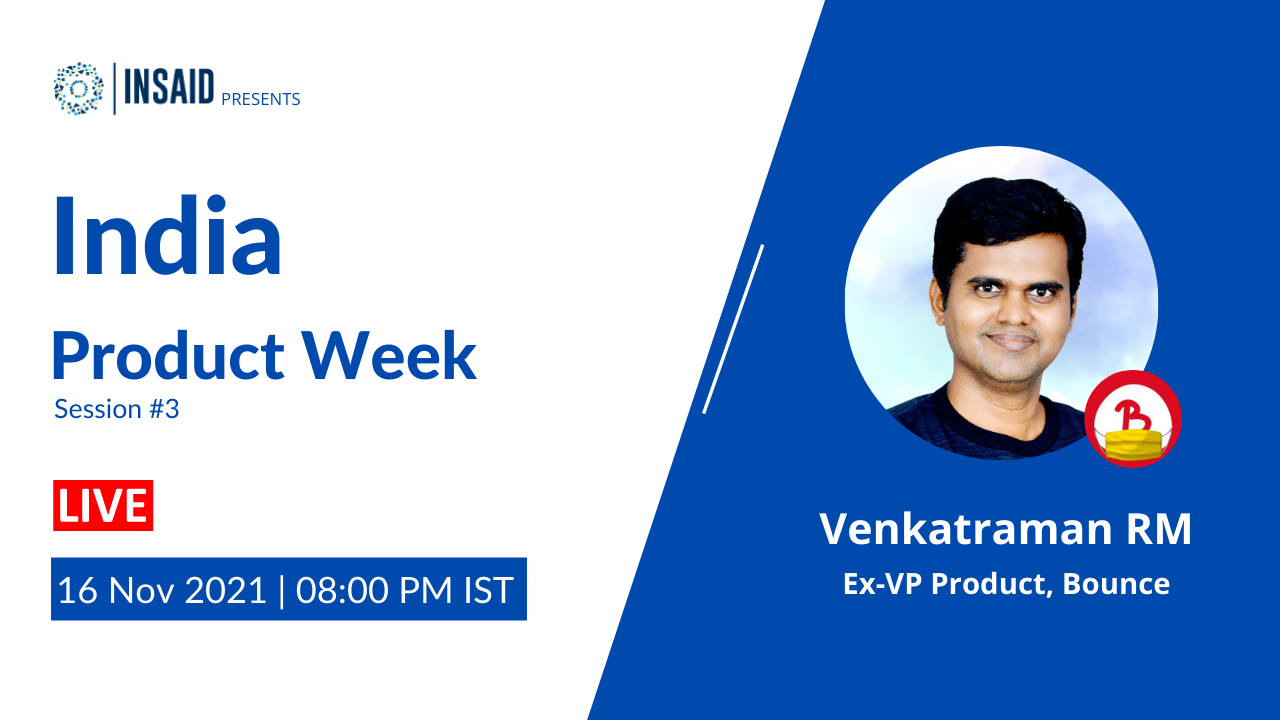 INSAID PRESENTS
India
Product Week
Session #3
LIVE
16 Nov 2021 | 08:00 PM IST
B
Venkatraman RM
Ex-VP Product, Bounce